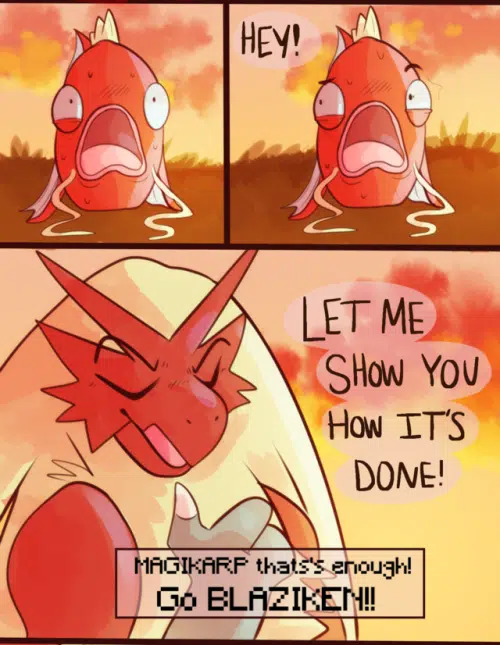 HEY!
LET ME
SHOW YOU
HOW IT'S
DONE!
MAGIKARP thats's enough!
Go BLAZIKEN!!